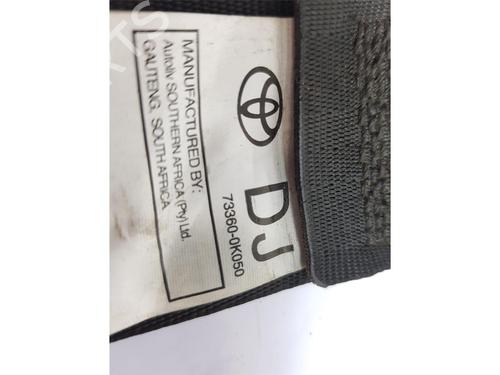 MANUFACTURED BY:
Autoliv SOUTHERN AFRICA (Pty) Ltd.
GAUTENG, SOUTH AFRICA
DJ
73360-0K050